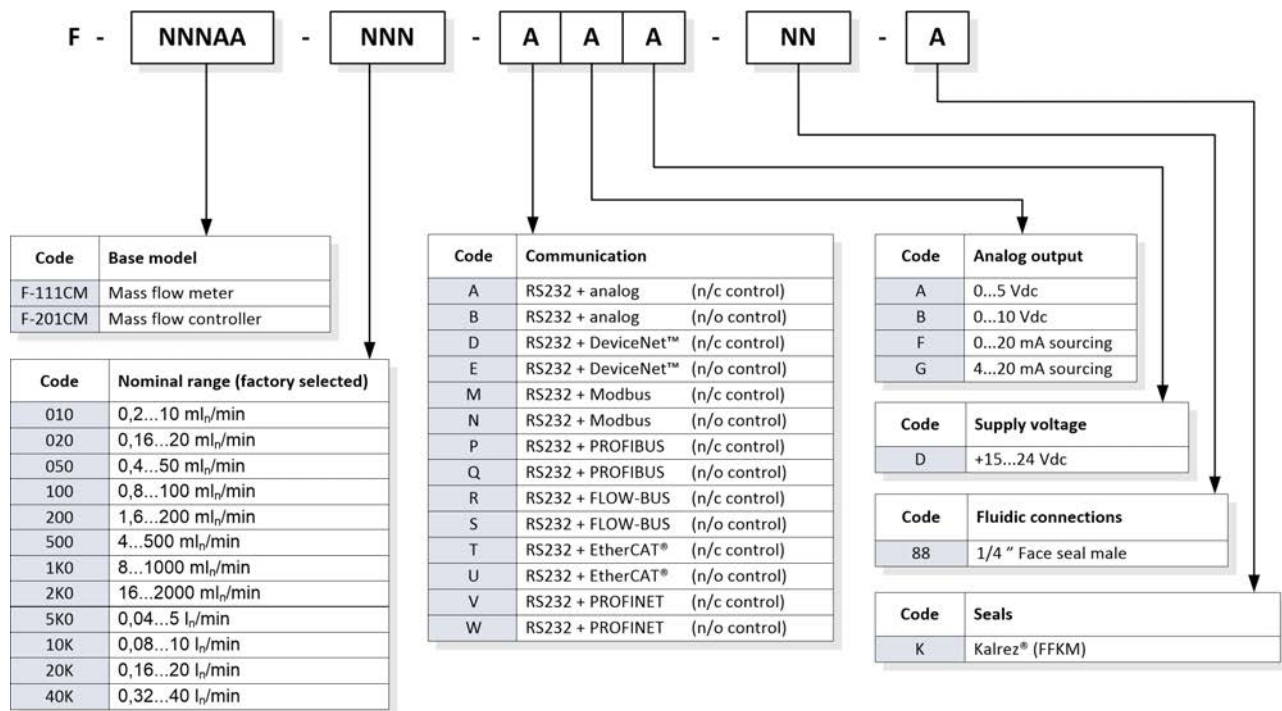 F - NNNAA - NNN - A A A - NN - A
Code Base model
F-111CM Mass flow meter
F-201CM Mass flow controller
Code Nominal range (factory selected)
010 0,2...10 mlₙ/min
020 0,16...20 mlₙ/min
050 0,4...50 mlₙ/min
100 0,8...100 mlₙ/min
200 1,6...200 mlₙ/min
500 4...500 mlₙ/min
1K0 8...1000 mlₙ/min
2K0 16...2000 mlₙ/min
5K0 0,04...5 lₙ/min
10K 0,08...10 lₙ/min
20K 0,16...20 lₙ/min
40K 0,32...40 lₙ/min
Code Communication
A RS232 + analog (n/c control)
B RS232 + analog (n/o control)
D RS232 + DeviceNet™ (n/c control)
E RS232 + DeviceNet™ (n/o control)
M RS232 + Modbus (n/c control)
N RS232 + Modbus (n/o control)
P RS232 + PROFIBUS (n/c control)
Q RS232 + PROFIBUS (n/o control)
R RS232 + FLOW-BUS (n/c control)
S RS232 + FLOW-BUS (n/o control)
T RS232 + EtherCAT® (n/c control)
U RS232 + EtherCAT® (n/o control)
V RS232 + PROFINET (n/c control)
W RS232 + PROFINET (n/o control)
Code Analog output
A 0...5 Vdc
B 0...10 Vdc
F 0...20 mA sourcing
G 4...20 mA sourcing
Code Supply voltage
D +15...24 Vdc
Code Fluidic connections
88 1/4 ″ Face seal male
Code Seals
K Kalrez® (FFKM)